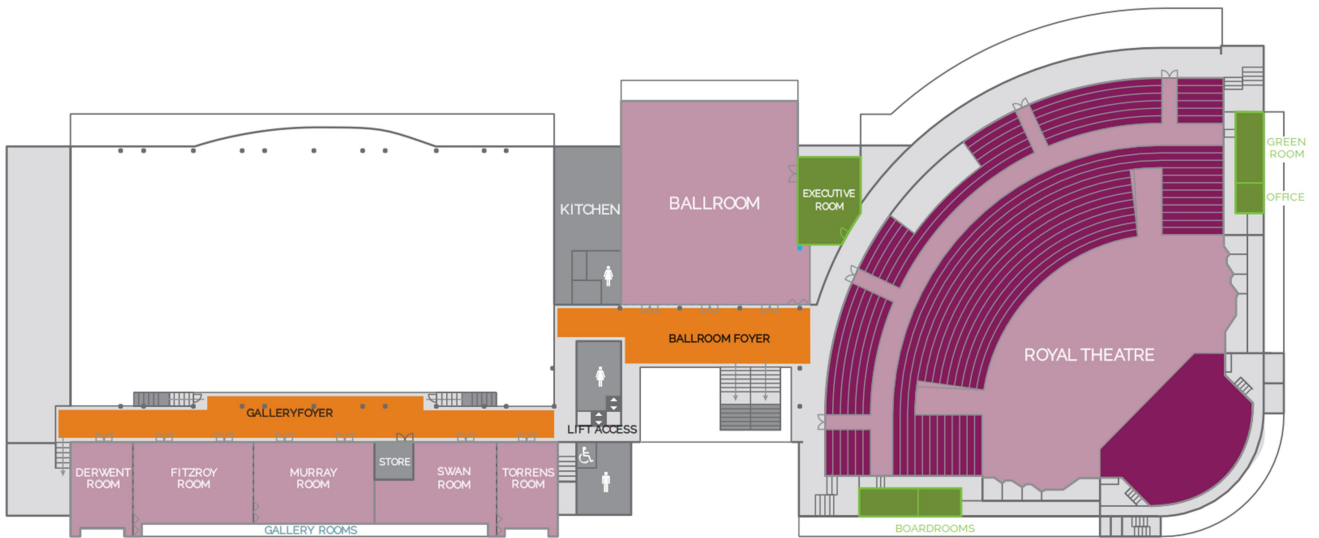 GREEN
ROOM
OFFICE
EXECUTIVE
ROOM
KITCHEN
BALLROOM
BALLROOM FOYER
ROYAL THEATRE
GALLERYFOYER
LIFT ACCESS
DERWENT
ROOM
FITZROY
ROOM
MURRAY
ROOM
STORE
SWAN
ROOM
TORRENS
ROOM
GALLERY ROOMS
BOARDROOMS